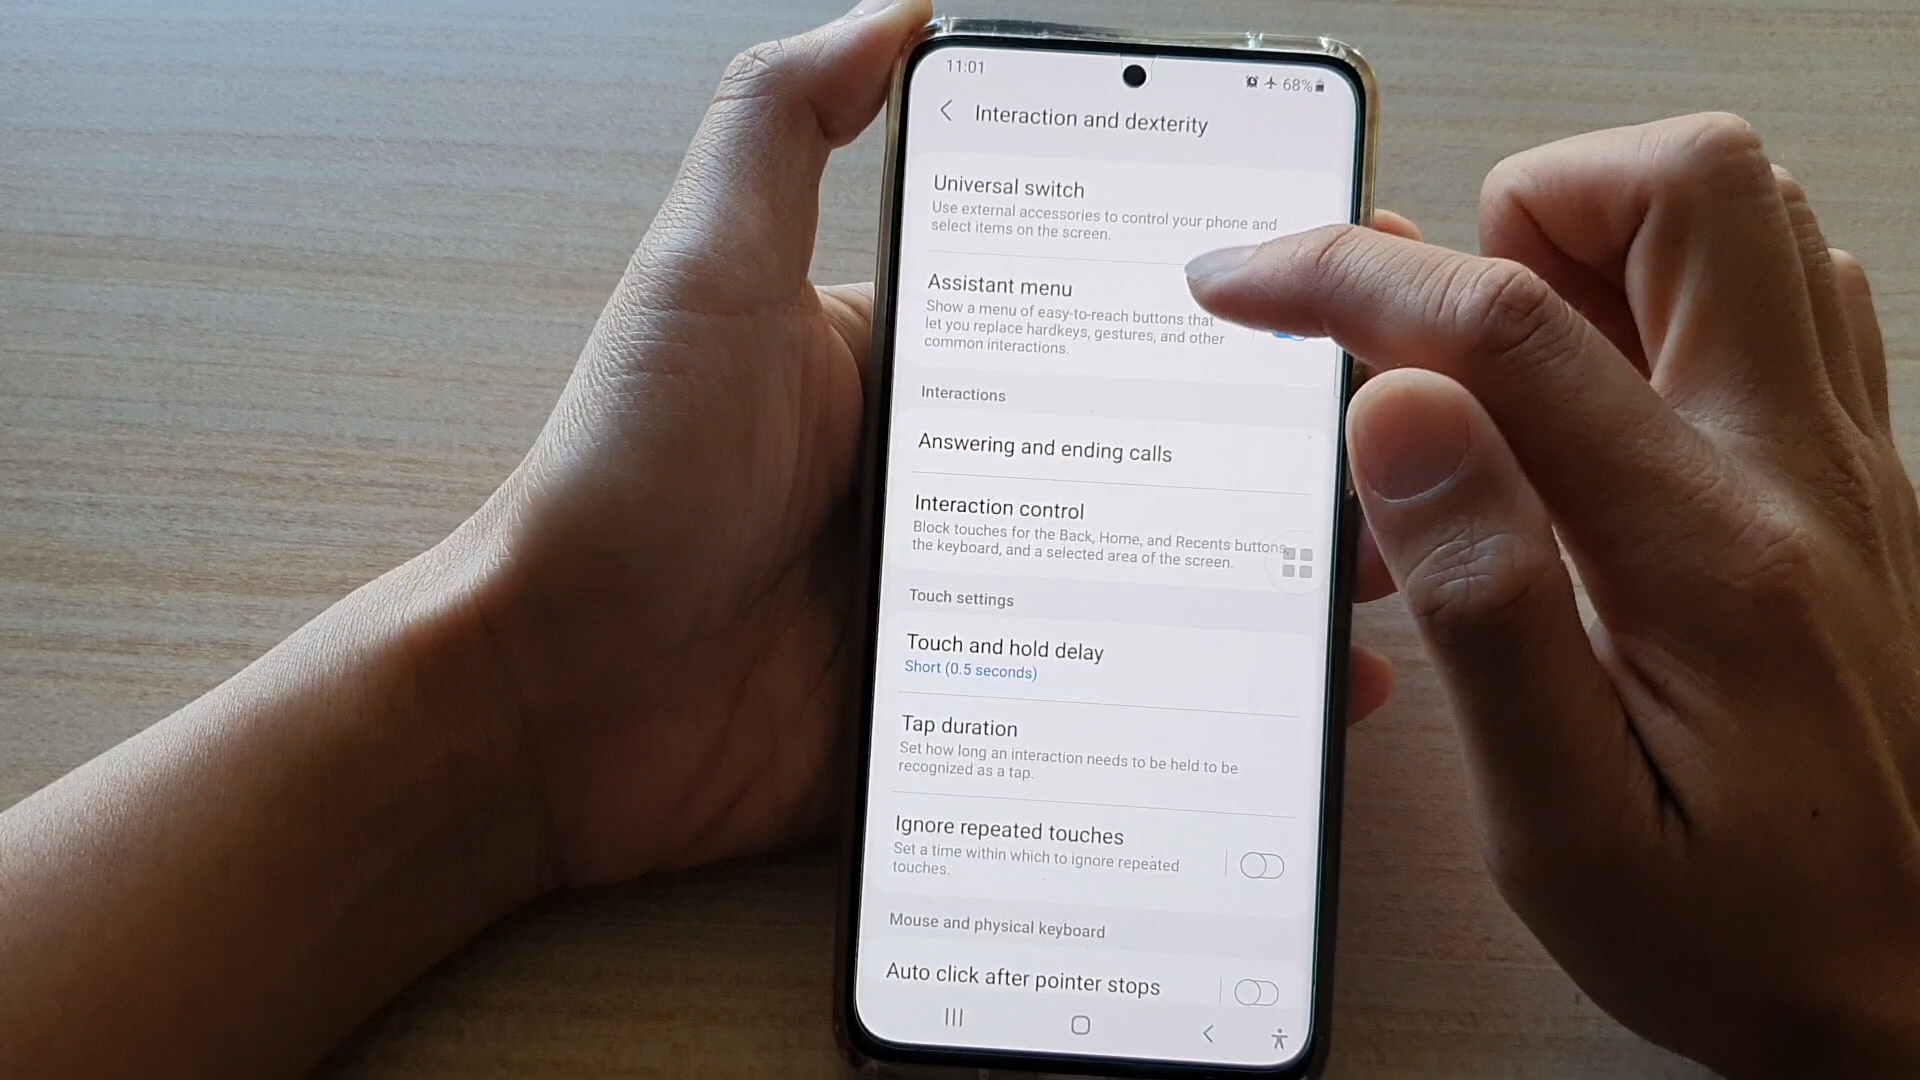 11:01
68%
Interaction and dexterity
Universal switch
Use external accessories to control your phone and
select items on the screen.
Assistant menu
Show a menu of easy-to-reach buttons that
let you replace hardkeys, gestures, and other
common interactions.
Interactions
Answering and ending calls
Interaction control
Block touches for the Back, Home, and Recents buttons,
the keyboard, and a selected area of the screen.
Touch settings
Touch and hold delay
Short (0.5 seconds)
Tap duration
Set how long an interaction needs to be held to be
recognized as a tap.
Ignore repeated touches
Set a time within which to ignore repeated
touches.
Mouse and physical keyboard
Auto click after pointer stops